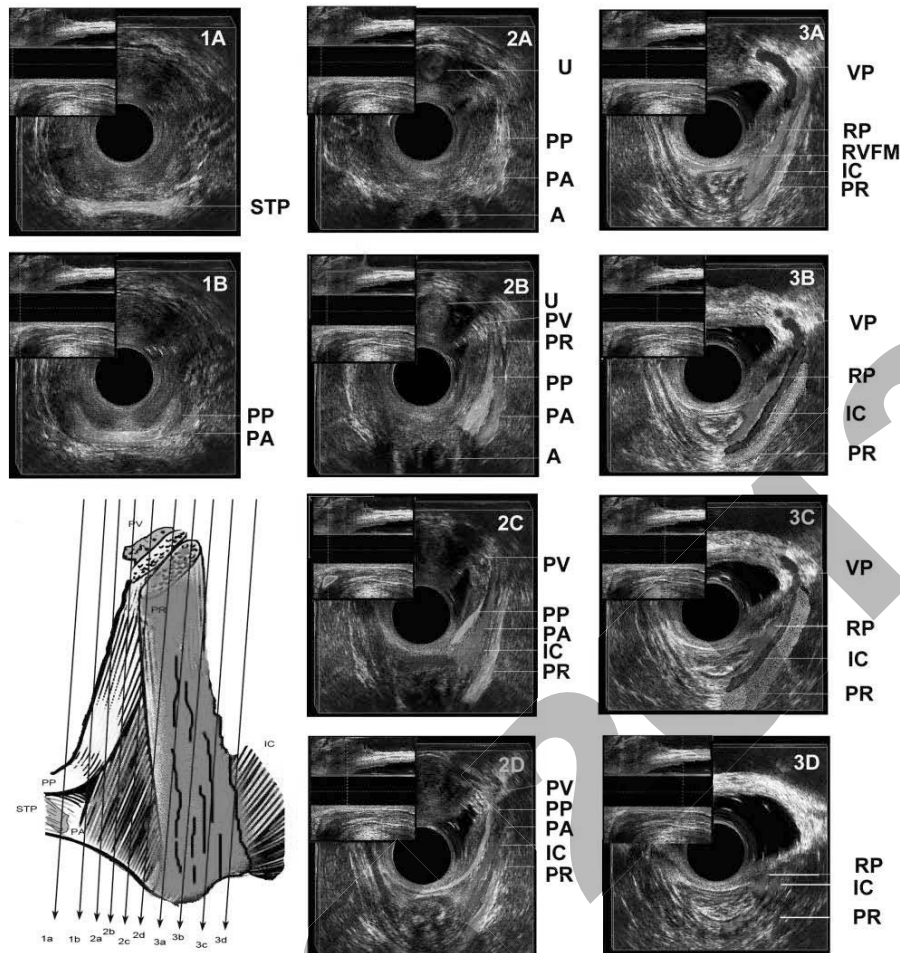 1A
STP
2A
U
PP
PA
A
3A
VP
RP
RVFM
IC
PR
1B
PP
PA
2B
U
PV
PR
PP
PA
A
3B
VP
RP
IC
PR
PV
PR
IC
PP
STP
PA
1a 1b 2a 2b 2c 2d 3a 3b 3c 3d
2C
PV
PP
PA
IC
PR
3C
VP
RP
IC
PR
2D
PV
PP
PA
IC
PR
3D
RP
IC
PR